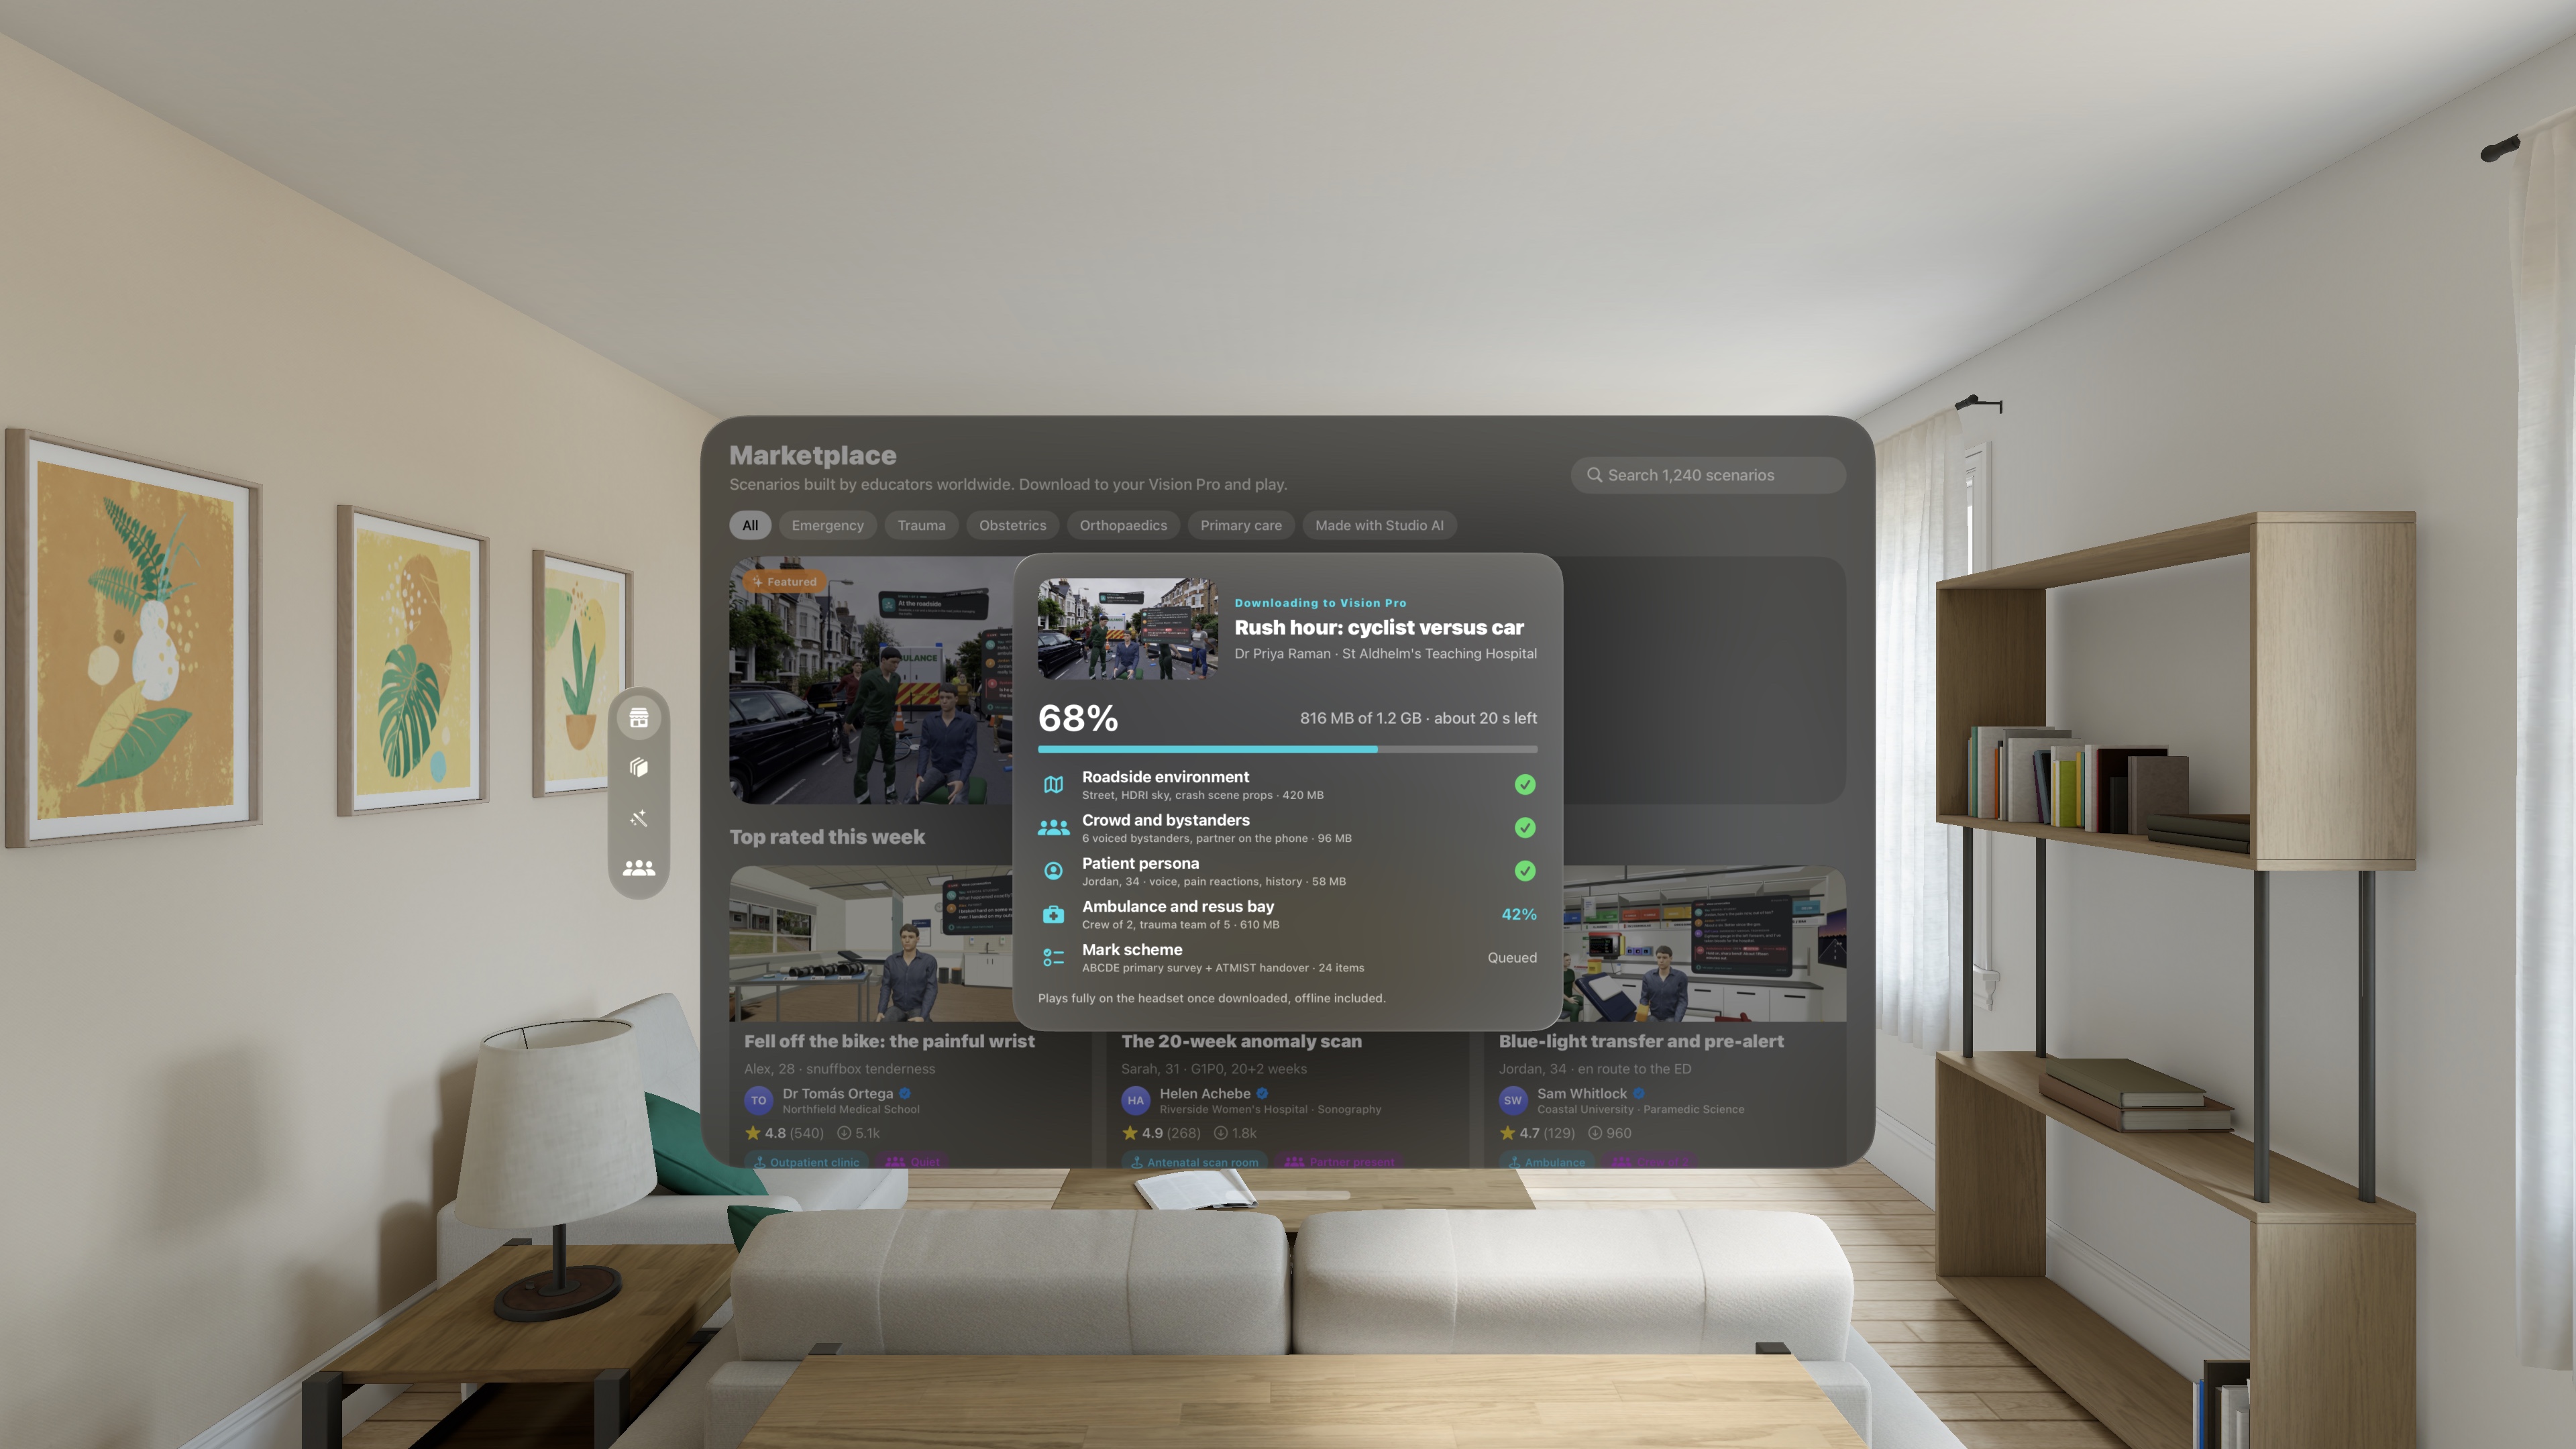 Marketplace
Scenarios built by educators worldwide. Download to your Vision Pro and play.
Search 1,240 scenarios
All
Emergency
Trauma
Obstetrics
Orthopaedics
Primary care
Made with Studio AI
Featured
At the roadside
Downloading to Vision Pro
Rush hour: cyclist versus car
Dr Priya Raman · St Aldhelm's Teaching Hospital
68%
816 MB of 1.2 GB · about 20 s left
Roadside environment
Street, HDRI sky, crash scene props · 420 MB
Crowd and bystanders
6 voiced bystanders, partner on the phone · 96 MB
Patient persona
Jordan, 34 · voice, pain reactions, history · 58 MB
Ambulance and resus bay
Crew of 2, trauma team of 5 · 610 MB
42%
Mark scheme
ABCDE primary survey + ATMIST handover · 24 items
Queued
Plays fully on the headset once downloaded, offline included.
Top rated this week
Fell off the bike: the painful wrist
Alex, 28 · snuffbox tenderness
TO
Dr Tomás Ortega
Northfield Medical School
4.8 (540) 5.1k
Outpatient clinic
Quiet
The 20-week anomaly scan
Sarah, 31 · G1P0, 20+2 weeks
HA
Helen Achebe
Riverside Women's Hospital · Sonography
4.9 (268) 1.8k
Antenatal scan room
Partner present
Blue-light transfer and pre-alert
Jordan, 34 · en route to the ED
SW
Sam Whitlock
Coastal University · Paramedic Science
4.7 (129) 960
Ambulance